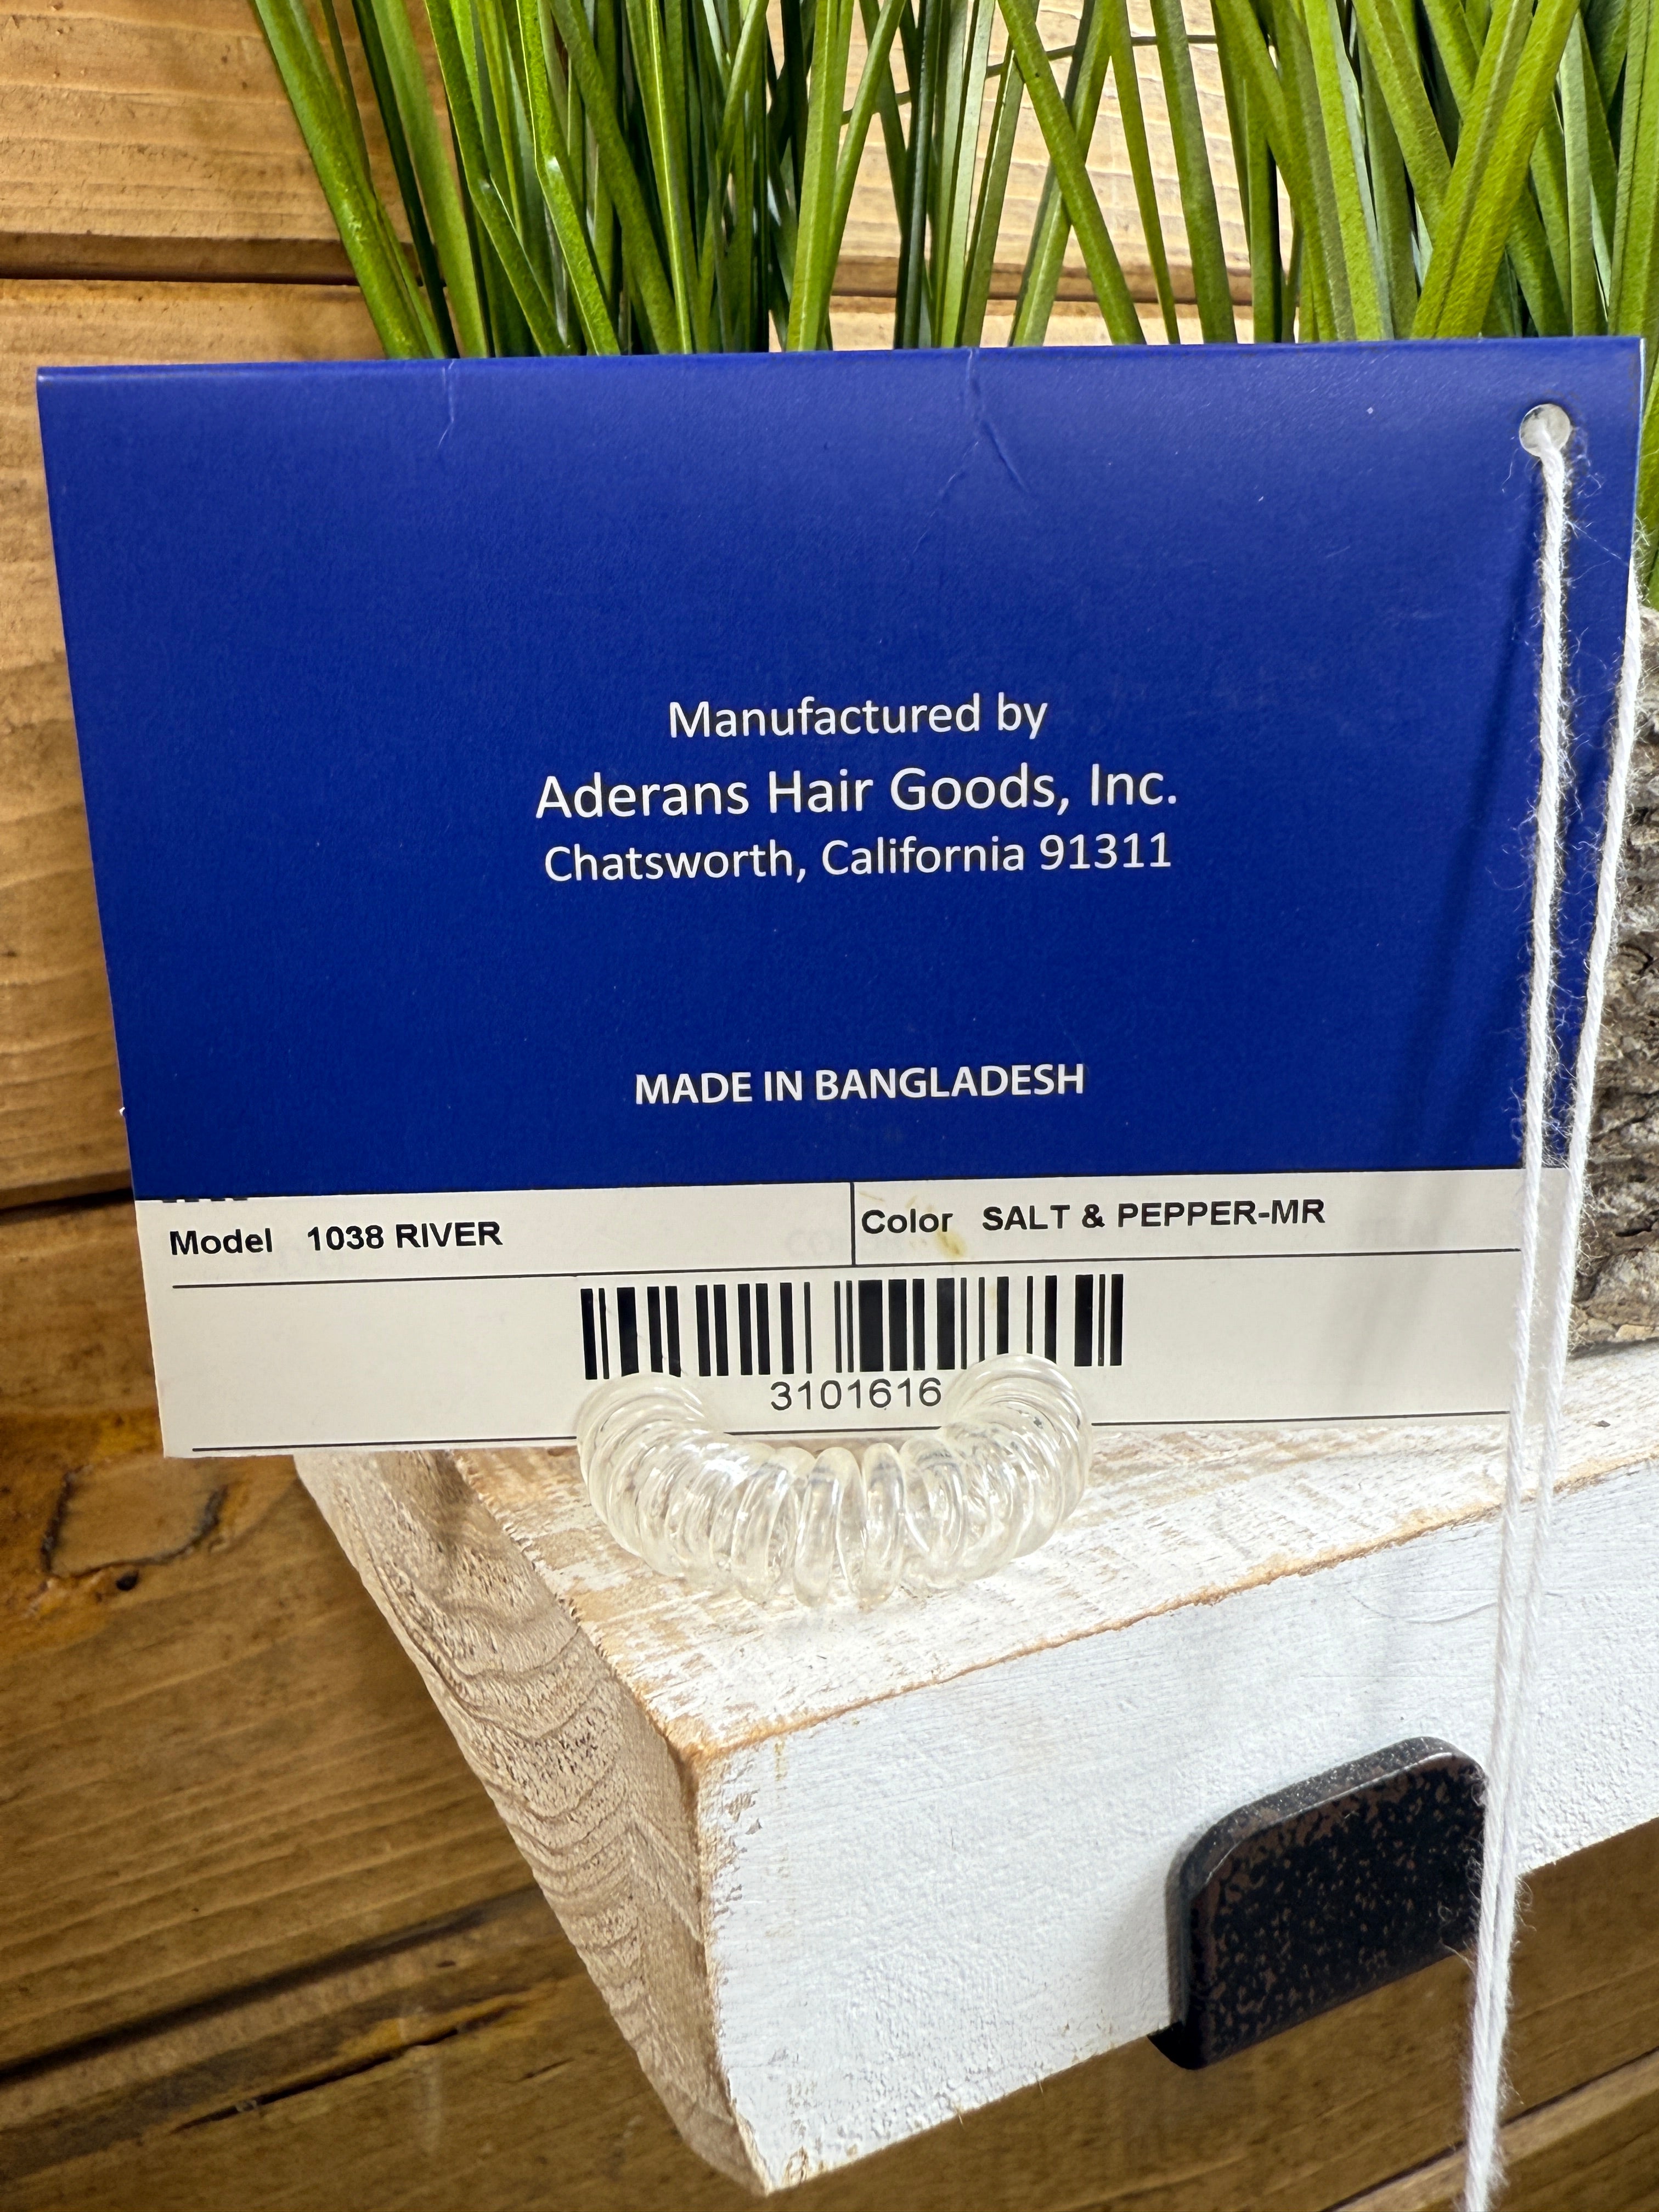 Manufactured by
Aderans Hair Goods, Inc.
Chatsworth, California 91311
MADE IN BANGLADESH
Model 1038 RIVER
Color SALT & PEPPER-MR
3101616